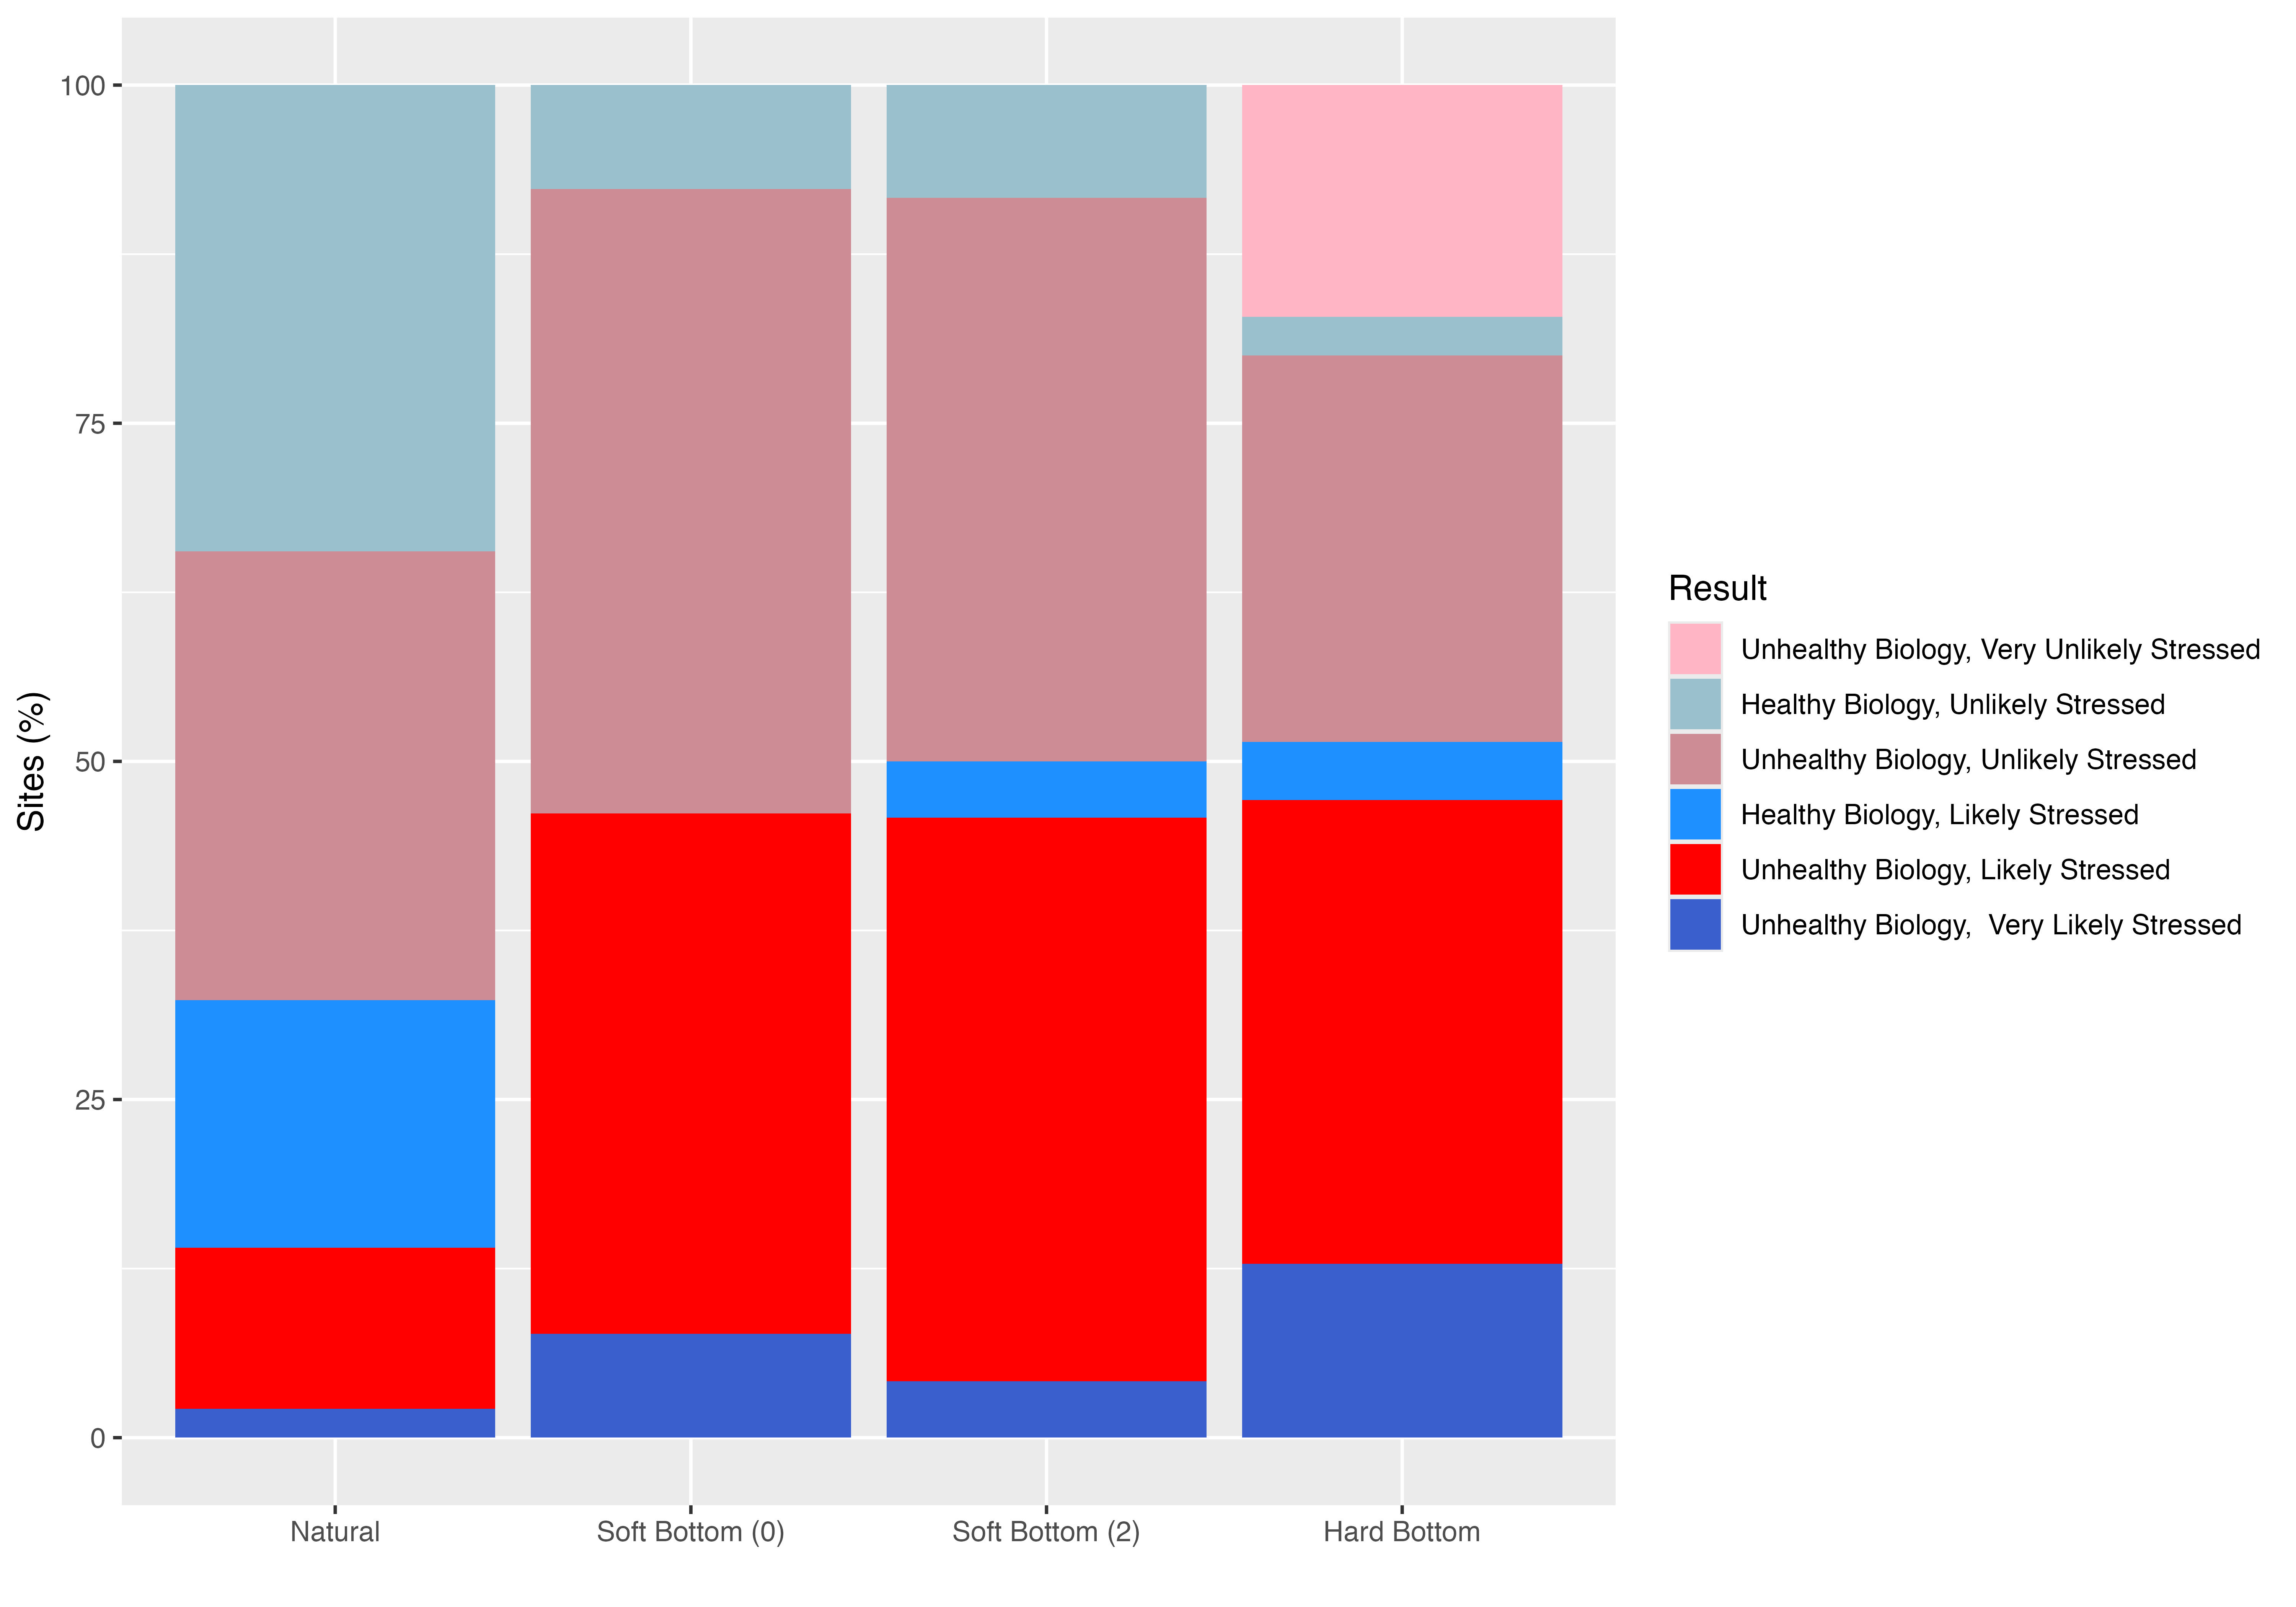 Sites (%)
100
75
50
25
0
Natural
Soft Bottom (0)
Soft Bottom (2)
Hard Bottom
Result
Unhealthy Biology, Very Unlikely Stressed
Healthy Biology, Unlikely Stressed
Unhealthy Biology, Unlikely Stressed
Healthy Biology, Likely Stressed
Unhealthy Biology, Likely Stressed
Unhealthy Biology,  Very Likely Stressed